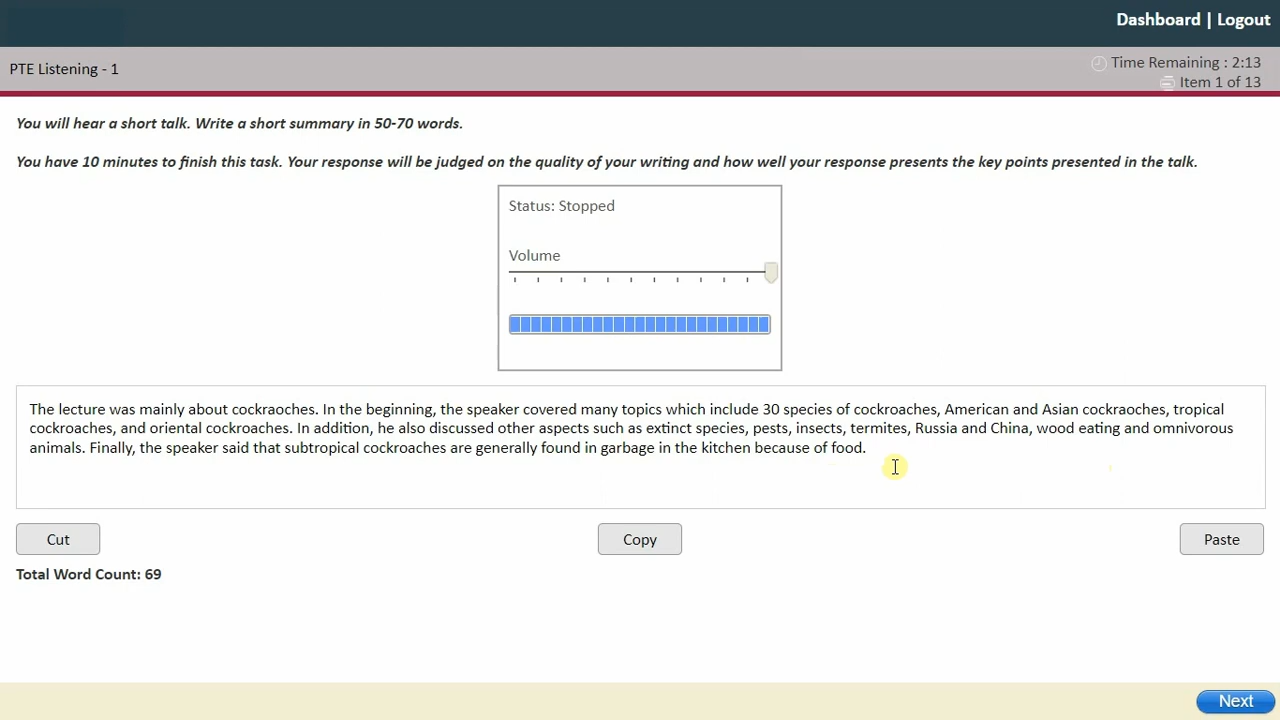 Dashboard | Logout
PTE Listening - 1
Time Remaining : 2:13
Item 1 of 13
You will hear a short talk. Write a short summary in 50-70 words.
You have 10 minutes to finish this task. Your response will be judged on the quality of your writing and how well your response presents the key points presented in the talk.
Status: Stopped
Volume
The lecture was mainly about cockraoches. In the beginning, the speaker covered many topics which include 30 species of cockroaches, American and Asian cockraoches, tropical
cockroaches, and oriental cockroaches. In addition, he also discussed other aspects such as extinct species, pests, insects, termites, Russia and China, wood eating and omnivorous
animals. Finally, the speaker said that subtropical cockroaches are generally found in garbage in the kitchen because of food.
Cut
Copy
Paste
Total Word Count: 69
Next